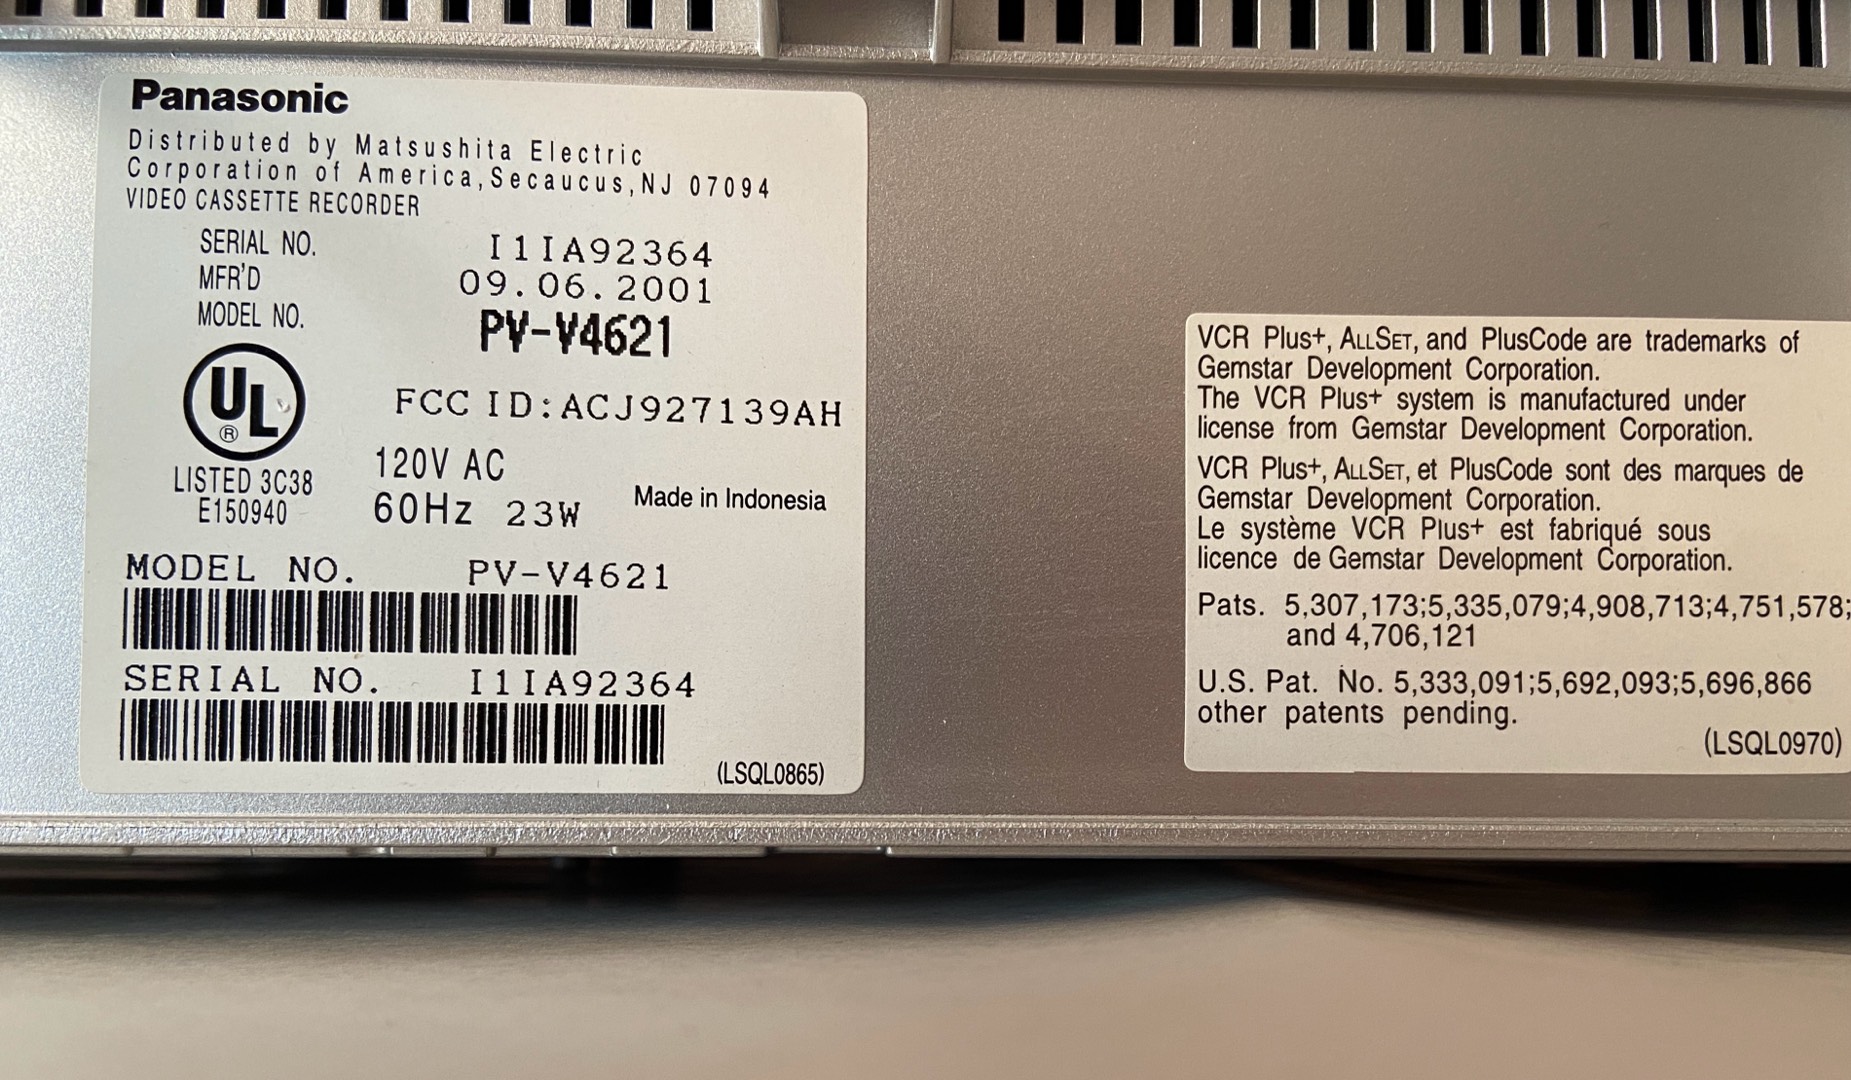 Panasonic
Distributed by Matsushita Electric
Corporation of America,Secaucus,NJ 07094
VIDEO CASSETTE RECORDER
SERIAL NO. I1IA92364
MFR'D 09.06.2001
MODEL NO. PV-V4621
UL
®
FCC ID:ACJ927139AH
LISTED 3C38
E150940
120V AC
60Hz 23W
Made in Indonesia
MODEL NO. PV-V4621
SERIAL NO. I1IA92364
(LSQL0865)
VCR Plus+, ALLSET, and PlusCode are trademarks of
Gemstar Development Corporation.
The VCR Plus+ system is manufactured under
license from Gemstar Development Corporation.
VCR Plus+, ALLSET, et PlusCode sont des marques de
Gemstar Development Corporation.
Le système VCR Plus+ est fabriqué sous
licence de Gemstar Development Corporation.
Pats. 5,307,173;5,335,079;4,908,713;4,751,578;
and 4,706,121
U.S. Pat. No. 5,333,091;5,692,093;5,696,866
other patents pending.
(LSQL0970)